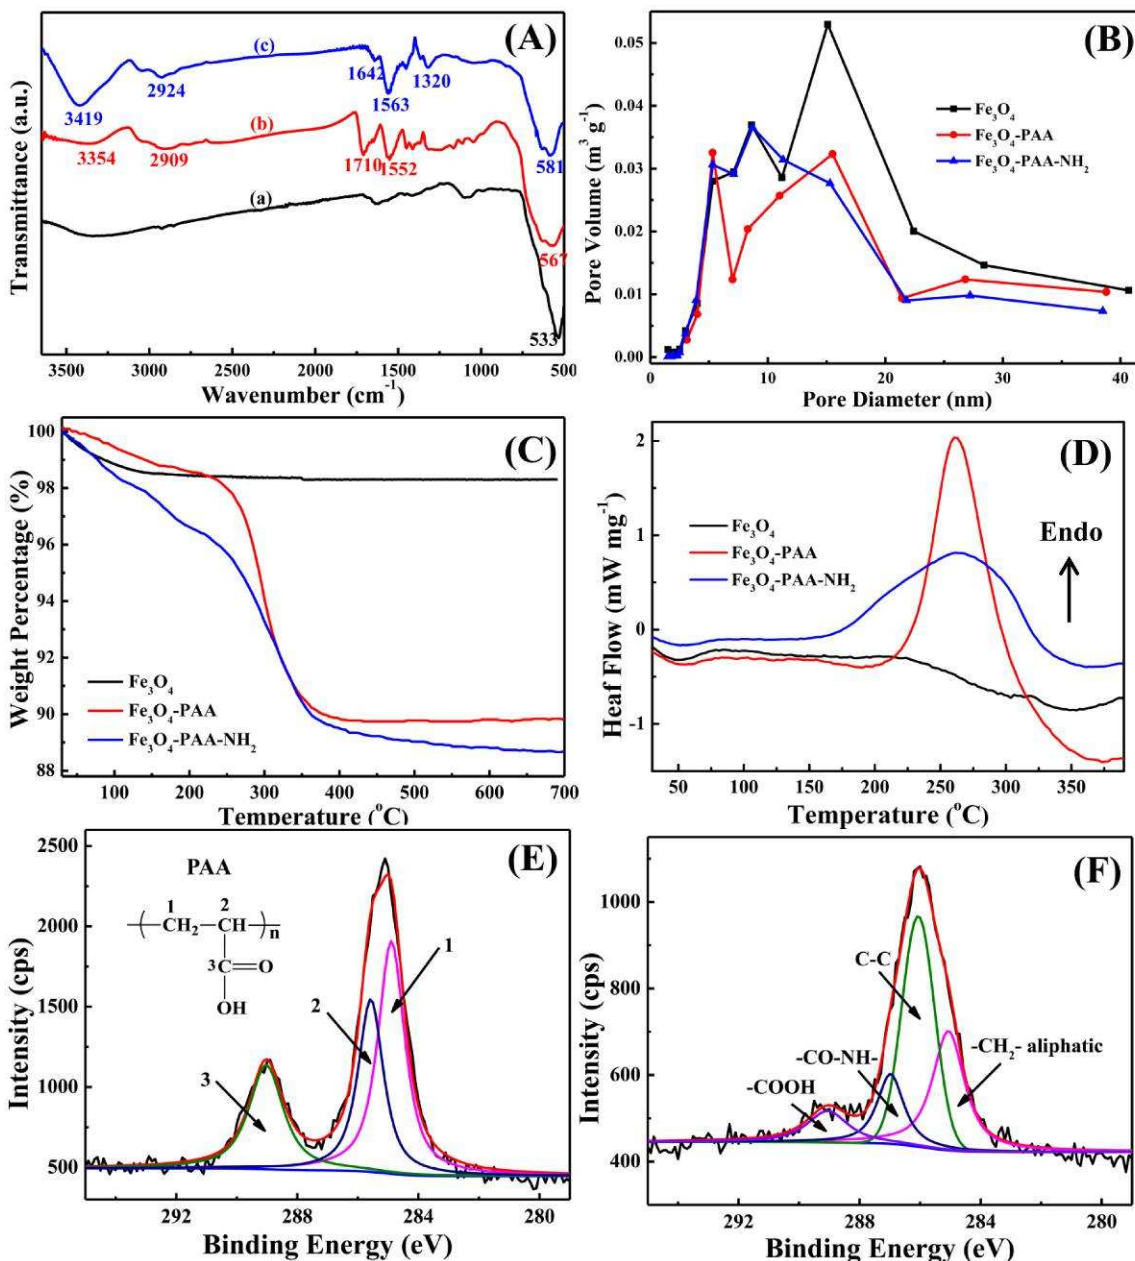 (A)
(c)
1642
1320
2924
1563
3419
(b)
3354
2909
1710
1552
581
(a)
567
533
3500 3000 2500 2000 1500 1000 500
Wavenumber (cm⁻¹)
Transmittance (a.u.)
(B)
0.05
0.04
0.03
0.02
0.01
0.00
Fe₃O₄
Fe₃O₄-PAA
Fe₃O₄-PAA-NH₂
0 10 20 30 40
Pore Diameter (nm)
Pore Volume (m³ g⁻¹)
(C)
100
98
96
94
92
90
88
Fe₃O₄
Fe₃O₄-PAA
Fe₃O₄-PAA-NH₂
100 200 300 400 500 600 700
Temperature (°C)
Weight Percentage (%)
(D)
2
1
0
-1
Fe₃O₄
Fe₃O₄-PAA
Fe₃O₄-PAA-NH₂
Endo
50 100 150 200 250 300 350
Temperature (°C)
Heaf Flow (mW mg⁻¹)
(E)
2500
2000
1500
1000
500
PAA
1 2
CH₂ CH n
3C O
OH
1
2
3
292 288 284 280
Binding Energy (eV)
Intensity (cps)
(F)
1000
800
600
400
C-C
-CO-NH-
-CH₂- aliphatic
-COOH
292 288 284 280
Binding Energy (eV)
Intensity (cps)